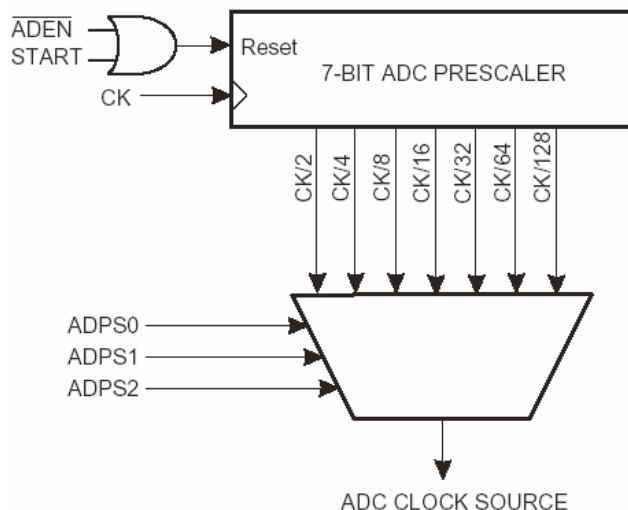 ADEN
START
Reset
7-BIT ADC PRESCALER
CK
CK/2
CK/4
CK/8
CK/16
CK/32
CK/64
CK/128
ADPS0
ADPS1
ADPS2
ADC CLOCK SOURCE